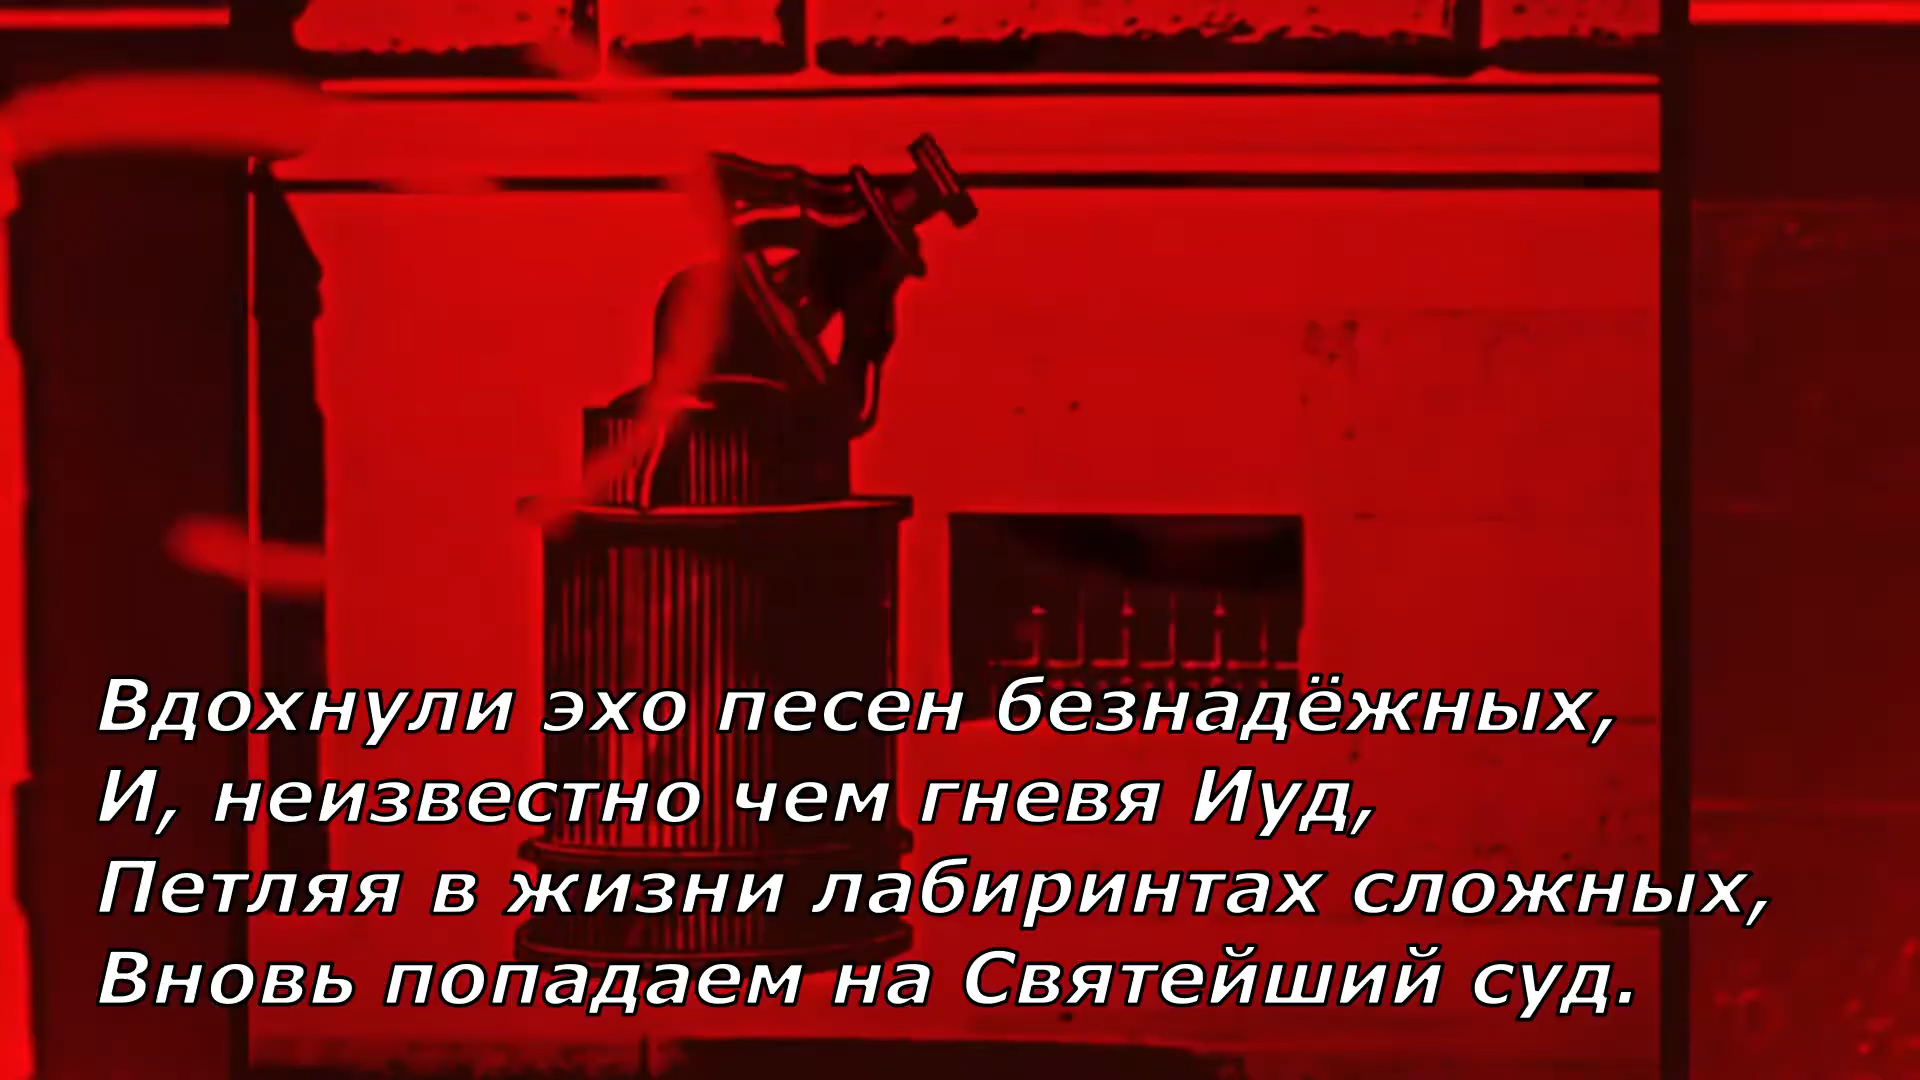 Вдохнули эхо песен безнадёжных,
И, неизвестно чем гневя Иуд,
Петляя в жизни лабиринтах сложных,
Вновь попадаем на Святейший суд.